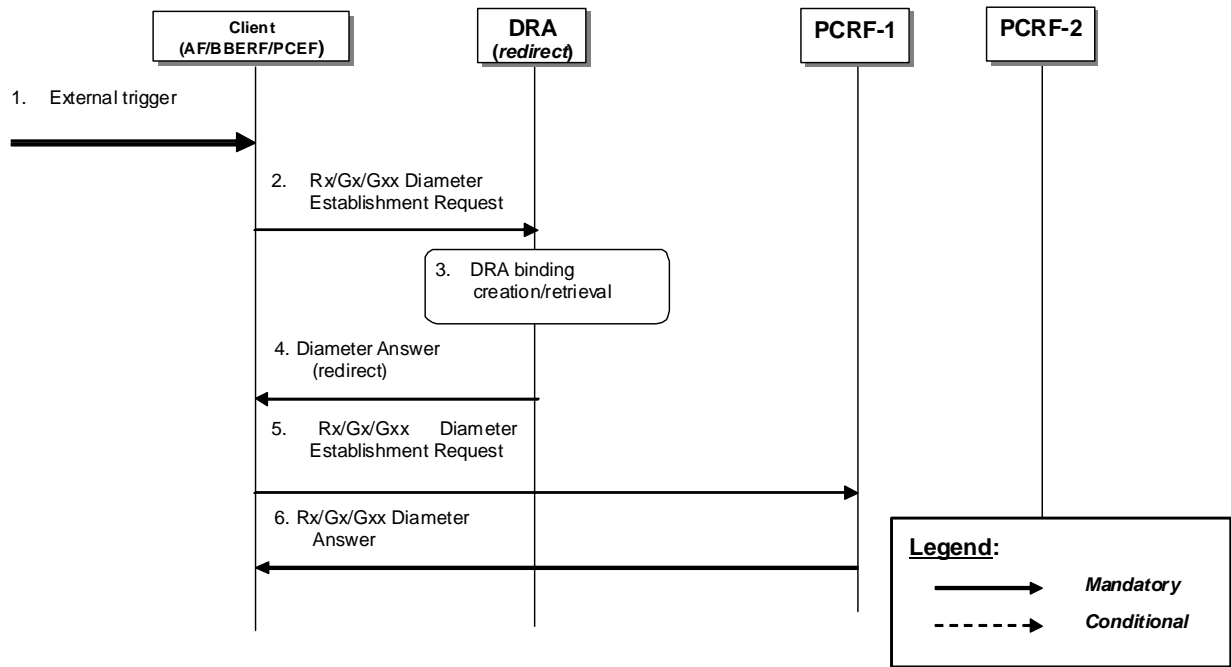 Client
(AF/BBERF/PCEF)
DRA
(redirect)
PCRF-1
PCRF-2
1. External trigger
2. Rx/Gx/Gxx Diameter
Establishment Request
3. DRA binding
creation/retrieval
4. Diameter Answer
(redirect)
5. Rx/Gx/Gxx Diameter
Establishment Request
6. Rx/Gx/Gxx Diameter
Answer
Legend:
Mandatory
Conditional